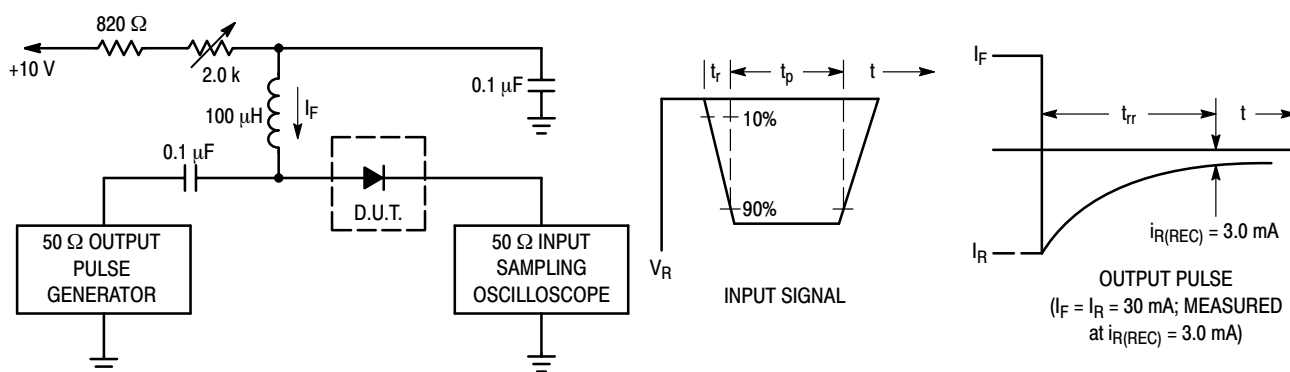 820 Ω
+10 V
2.0 k
0.1 µF
100 µH
I_F
0.1 µF
D.U.T.
50 Ω OUTPUT
PULSE
GENERATOR
50 Ω INPUT
SAMPLING
OSCILLOSCOPE
t_r
t_p
t
10%
90%
V_R
INPUT SIGNAL
I_F
t_rr
t
I_R
i_R(REC) = 3.0 mA
OUTPUT PULSE
(I_F = I_R = 30 mA; MEASURED
at i_R(REC) = 3.0 mA)